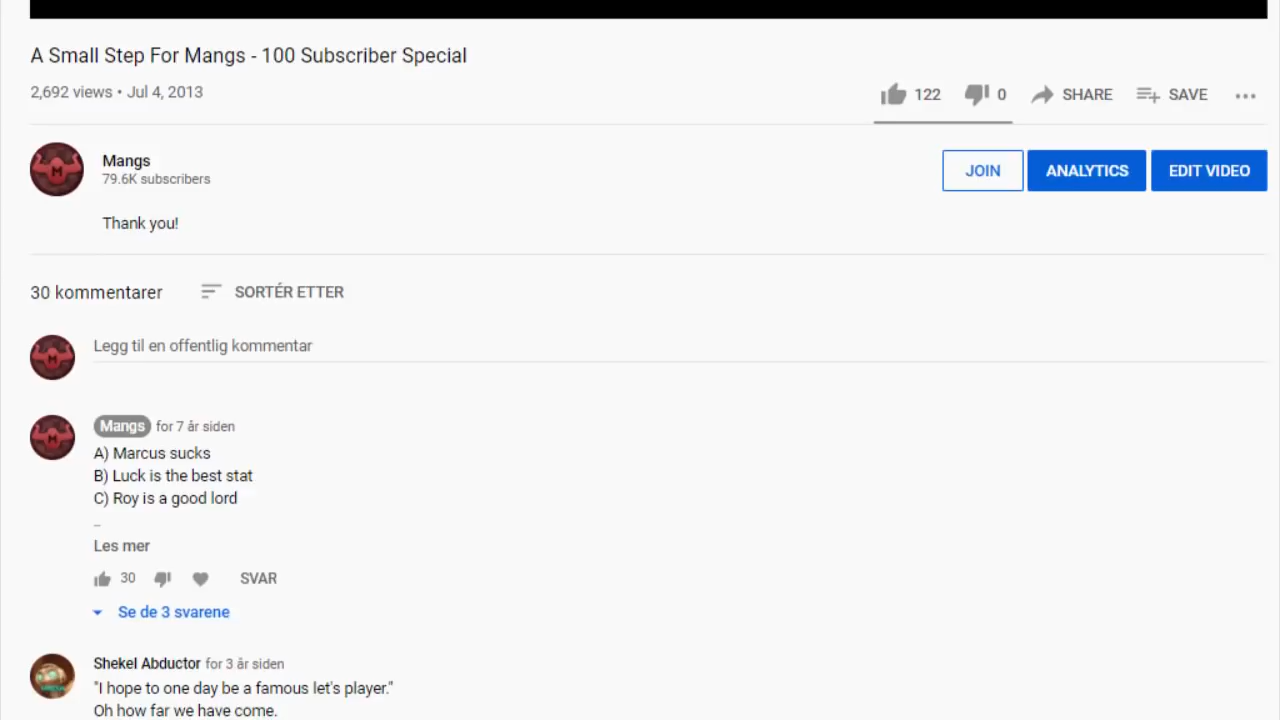 A Small Step For Mangs - 100 Subscriber Special
2,692 views • Jul 4, 2013
122
0
SHARE
SAVE
Mangs
79.6K subscribers
JOIN
ANALYTICS
EDIT VIDEO
Thank you!
30 kommentarer
SORTÉR ETTER
Legg til en offentlig kommentar
Mangs for 7 år siden
A) Marcus sucks
B) Luck is the best stat
C) Roy is a good lord
Les mer
30
SVAR
Se de 3 svarene
Shekel Abductor for 3 år siden
"I hope to one day be a famous let's player."
Oh how far we have come.